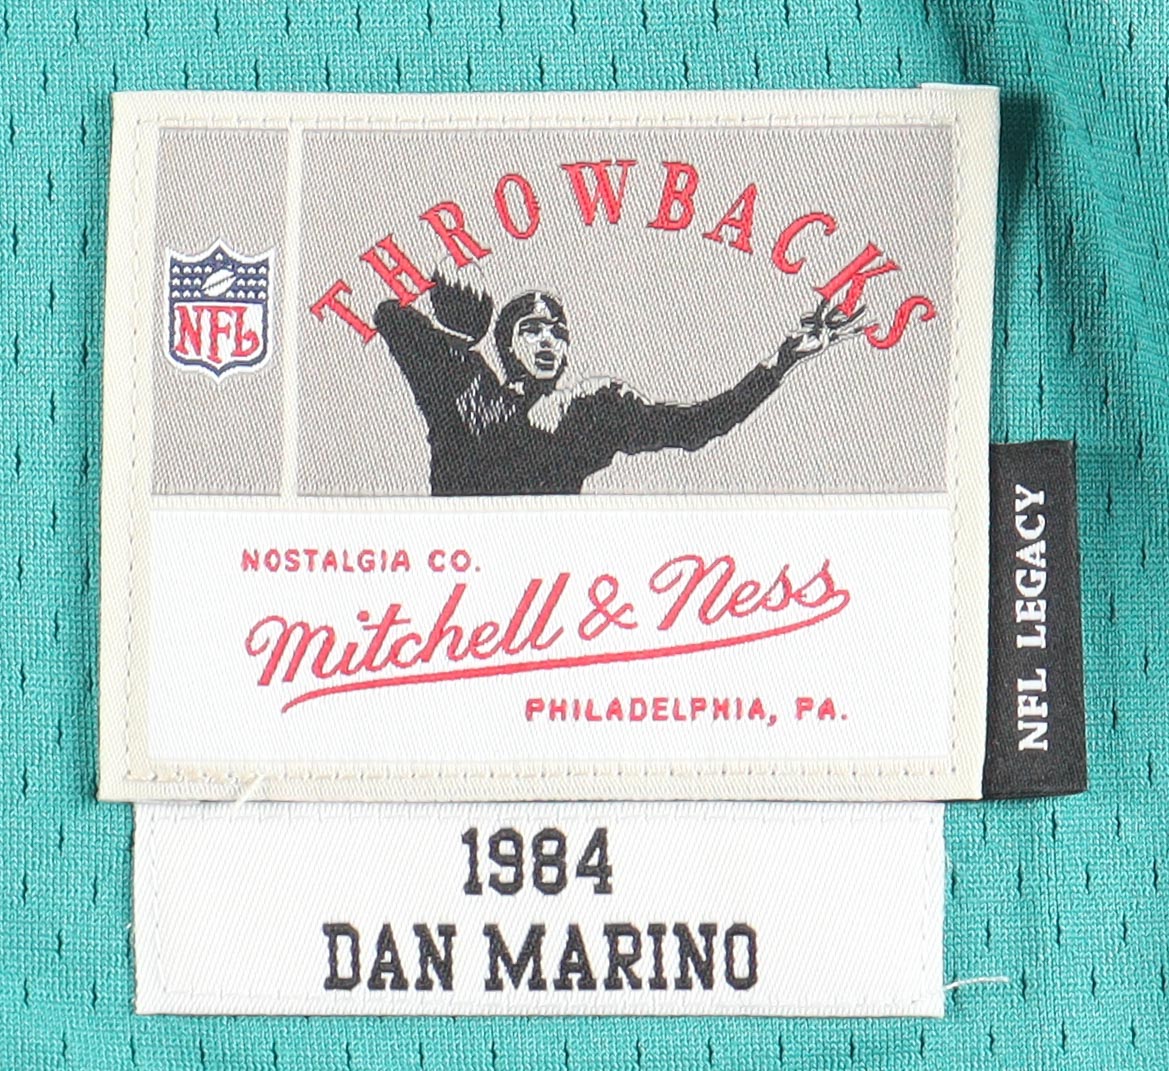 THROWBACKS
NFL
NOSTALGIA CO.
Mitchell & Ness
PHILADELPHIA, PA.
NFL LEGACY
1984
DAN MARINO